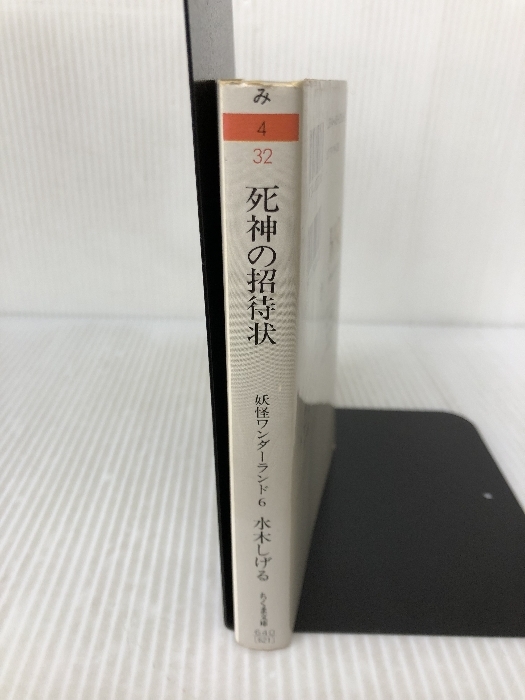 み
4
32
死神の招待状
妖怪ワンダーランド6
水木しげる
ちくま文庫